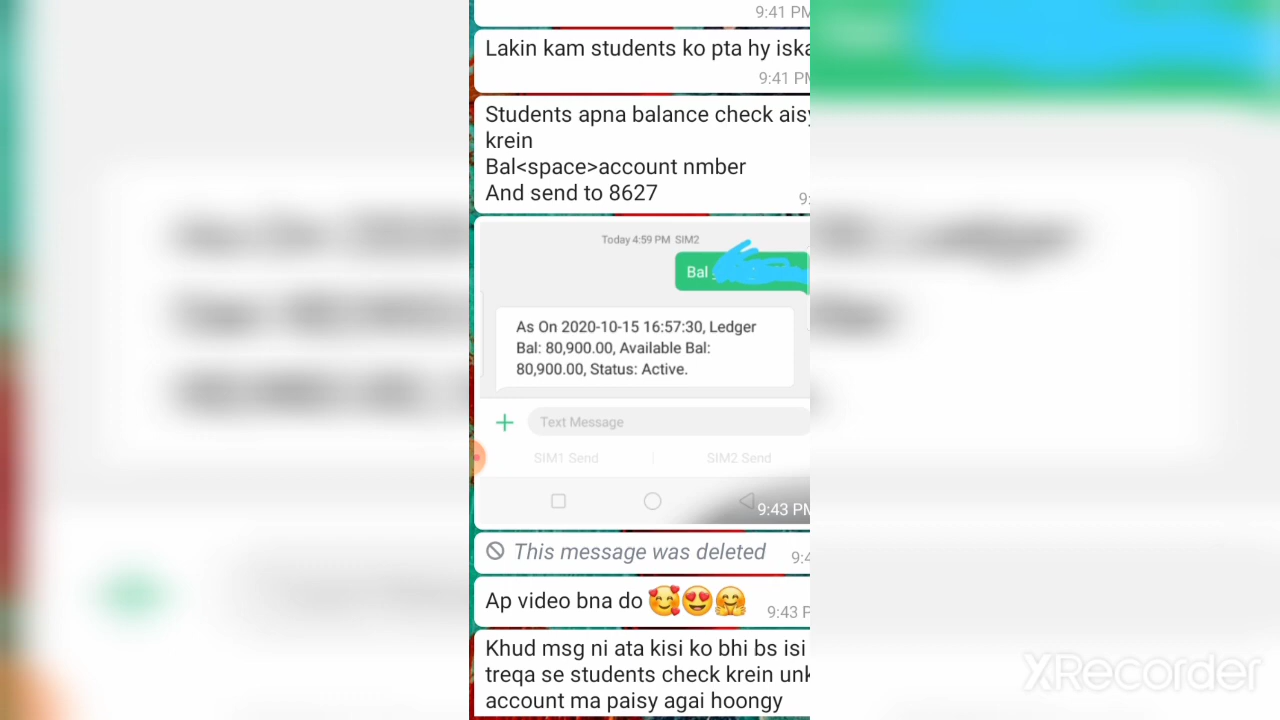 9:41 PM
Lakin kam students ko pta hy iska
9:41 PM
Students apna balance check aisy
krein
Bal<space>account nmber
And send to 8627
9:
Today 4:59 PM SIM2
Bal
As On 2020-10-15 16:57:30, Ledger
Bal: 80,900.00, Available Bal:
80,900.00, Status: Active.
Text Message
SIM1 Send
SIM2 Send
9:43 PM
This message was deleted
9:4
Ap video bna do 🥰😍🤗
9:43 P
Khud msg ni ata kisi ko bhi bs isi
treqa se students check krein unk
account ma paisy agai hoongy
XRecorder